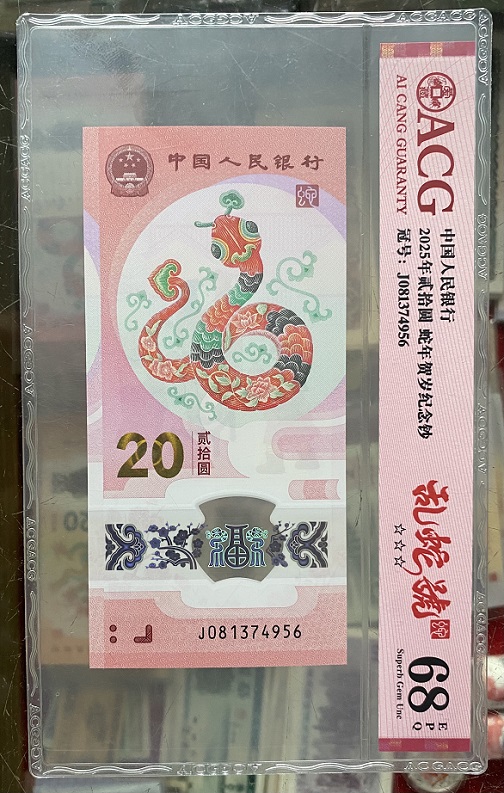 中国人民银行
蛇
20
贰拾圆
J081374956
ACG
AI CANG GUARANTY
中国人民银行
2025年贰拾圆 蛇年贺岁纪念钞
冠号：J081374956
乱蛇号
☆☆☆
68
EPQ
Superb Gem Unc